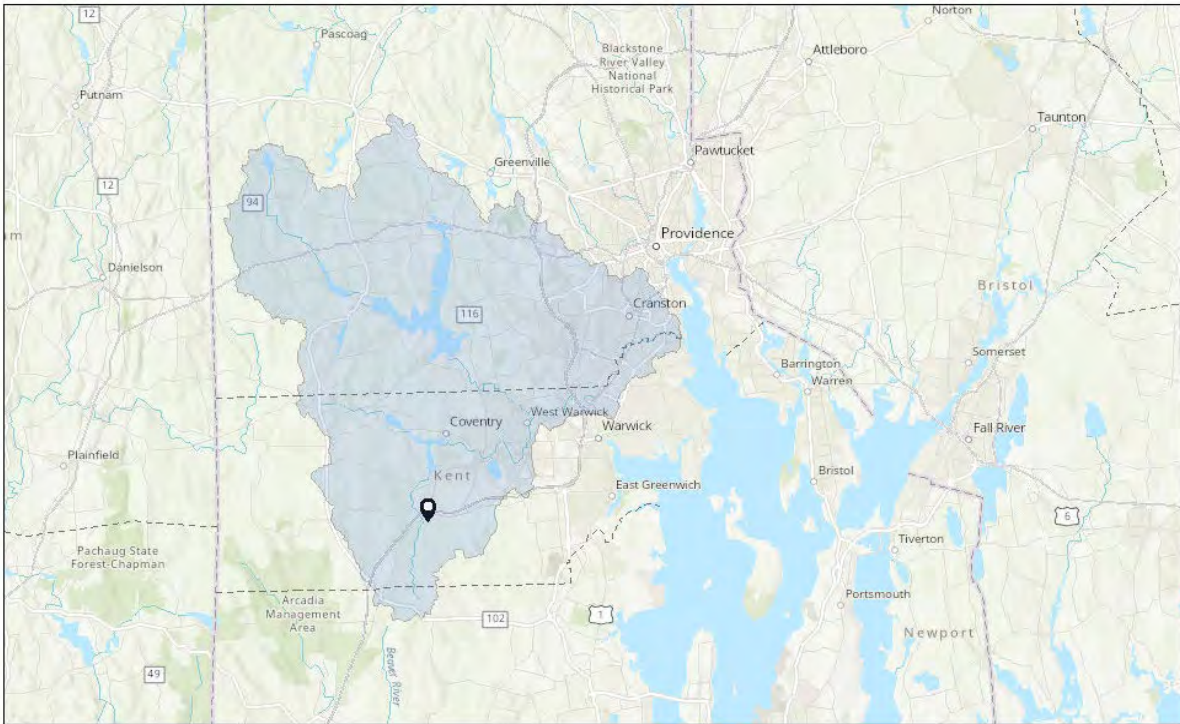 12
Pascoag
Norton
Blackstone
River Valley
National
Historical Park
Attleboro
Putnam
Taunton
Pawtucket
Greenville
12
94
Providence
am
Danielson
Bristol
116
Cranston
Somerset
Barrington
Warren
Coventry
West Warwick
Warwick
Fall River
Plainfield
Kent
Bristol
East Greenwich
6
Pachaug State
Forest-Chapman
Tiverton
Arcadia
Management
Area
Portsmouth
102
1
Newport
Beaver River
49